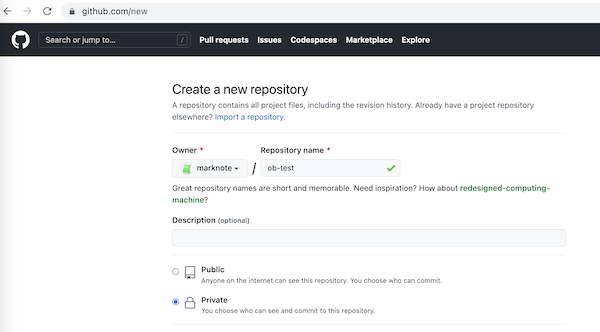 github.com/new
Search or jump to...
/
Pull requests Issues Codespaces Marketplace Explore
Create a new repository
A repository contains all project files, including the revision history. Already have a project repository
elsewhere? Import a repository.
Owner * Repository name *
marknote / ob-test
Great repository names are short and memorable. Need inspiration? How about redesigned-computing-
machine?
Description (optional)
Public
Anyone on the internet can see this repository. You choose who can commit.
Private
You choose who can see and commit to this repository.